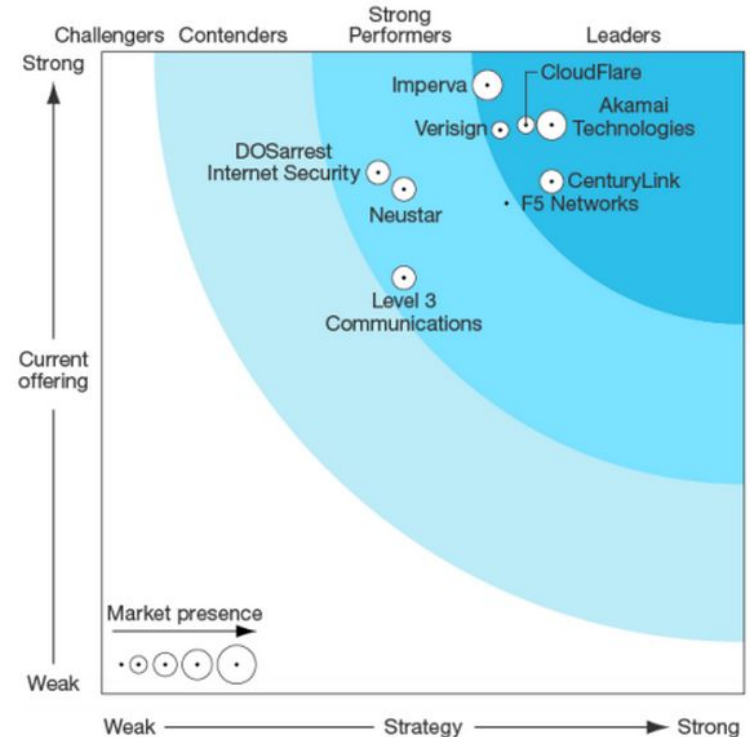 Challengers
Contenders
Strong
Performers
Leaders
Strong
Imperva
CloudFlare
Akamai
Technologies
Verisign
DOSarrest
Internet Security
Neustar
CenturyLink
F5 Networks
Level 3
Communications
Current
offering
Market presence
Weak
Weak
Strategy
Strong